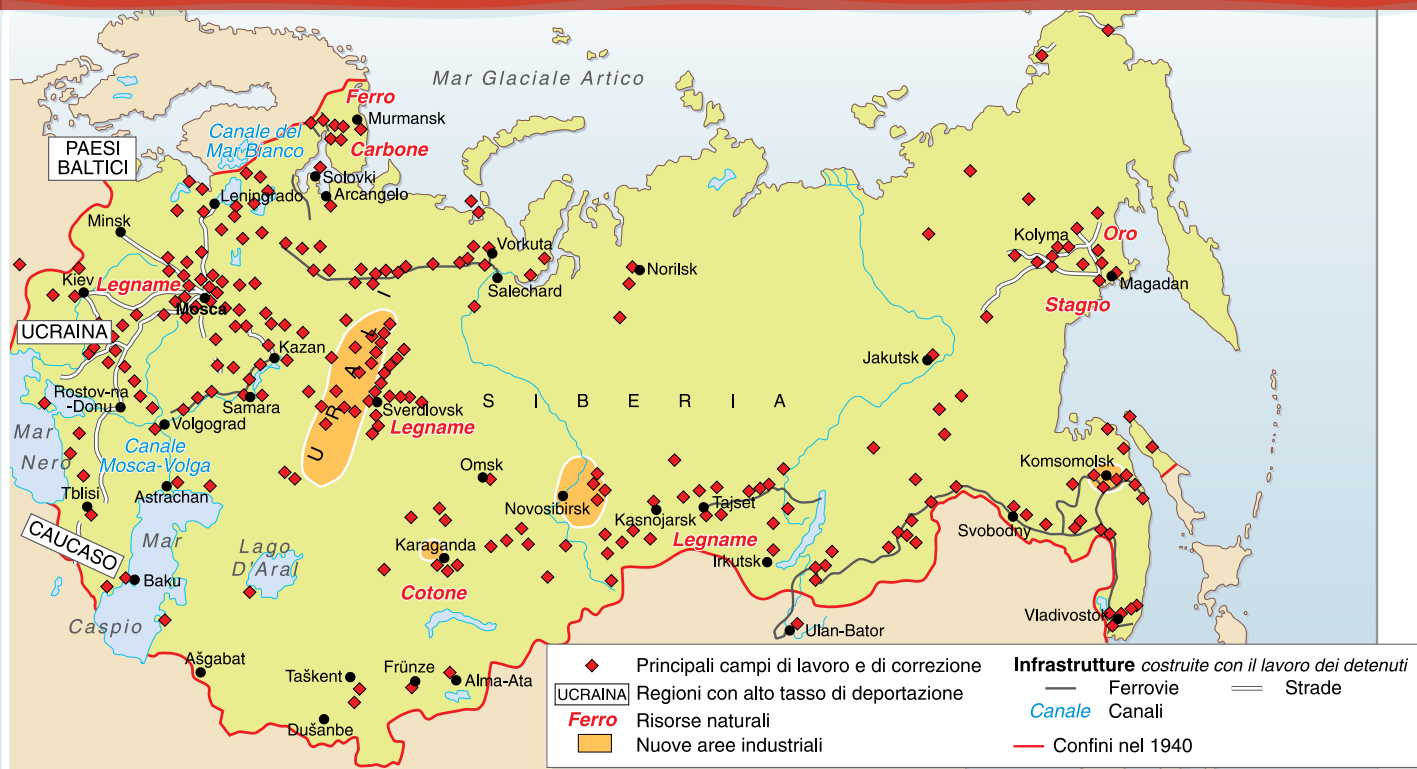 Mar Glaciale Artico
Ferro
Murmansk
Canale del
Mar Bianco
Carbone
PAESI
BALTICI
Solovki
Arcangelo
Leningrado
Minsk
Vorkuta
Salechard
Norilsk
Kolyma
Oro
Magadan
Stagno
Kiev
Legname
Mosca
UCRAINA
Kazan
Jakutsk
URALI
SIBERIA
Rostov-na
-Donu
Samara
Volgograd
Sverdlovsk
Legname
Mar
Nero
Canale
Mosca-Volga
Omsk
Novosibirsk
Komsomolsk
Tblisi
Astrachan
Kasnojarsk
Tajset
Svobodny
CAUCASO
Mar
Caspio
Lago
D'Aral
Karaganda
Legname
Irkutsk
Baku
Cotone
Vladivostok
Ulan-Bator
Ašgabat
Taškent
Frünze
Alma-Ata
Dušanbe
Principali campi di lavoro e di correzione
UCRAINA Regioni con alto tasso di deportazione
Ferro Risorse naturali
Nuove aree industriali
Infrastrutture costruite con il lavoro dei detenuti
Ferrovie Strade
Canale Canali
Confini nel 1940